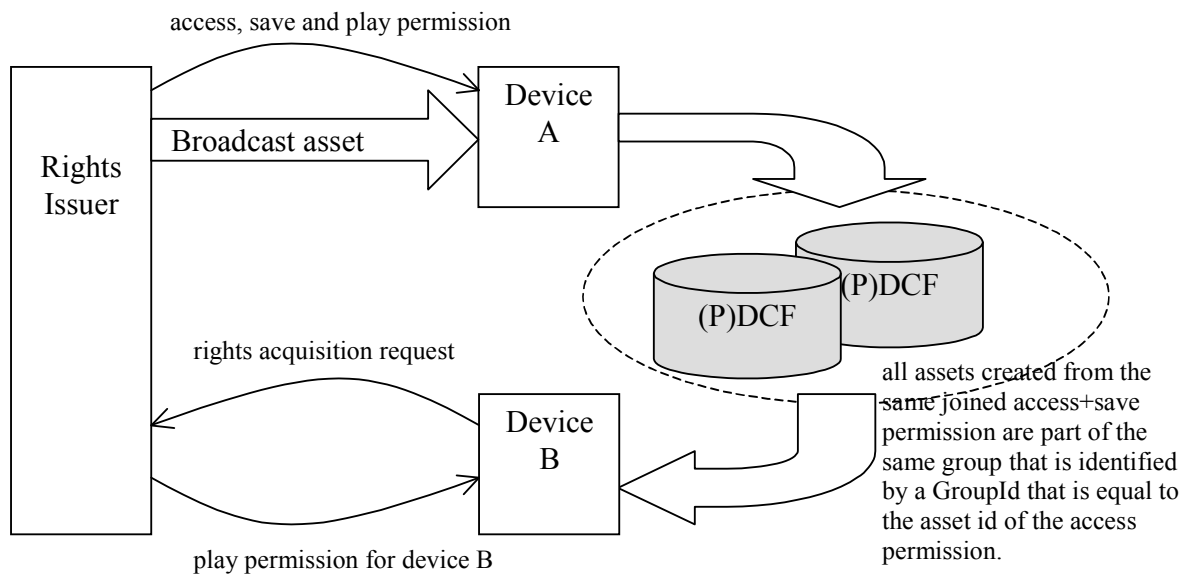 access, save and play permission
Rights
Issuer
Broadcast asset
Device
A
(P)DCF
(P)DCF
rights acquisition request
Device
B
all assets created from the
same joined access+save
permission are part of the
same group that is identified
by a GroupId that is equal to
the asset id of the access
permission.
play permission for device B